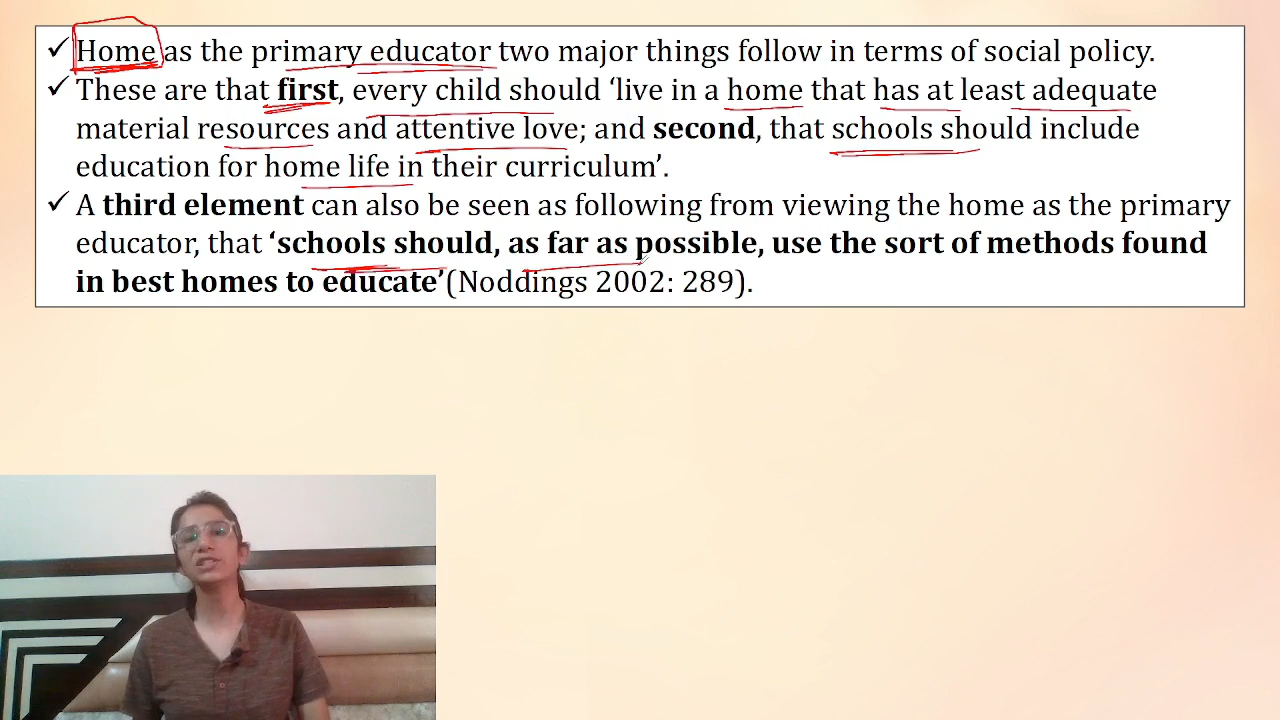 ✓ Home as the primary educator two major things follow in terms of social policy.
✓ These are that first, every child should ‘live in a home that has at least adequate
material resources and attentive love; and second, that schools should include
education for home life in their curriculum’.
✓ A third element can also be seen as following from viewing the home as the primary
educator, that ‘schools should, as far as possible, use the sort of methods found
in best homes to educate’(Noddings 2002: 289).